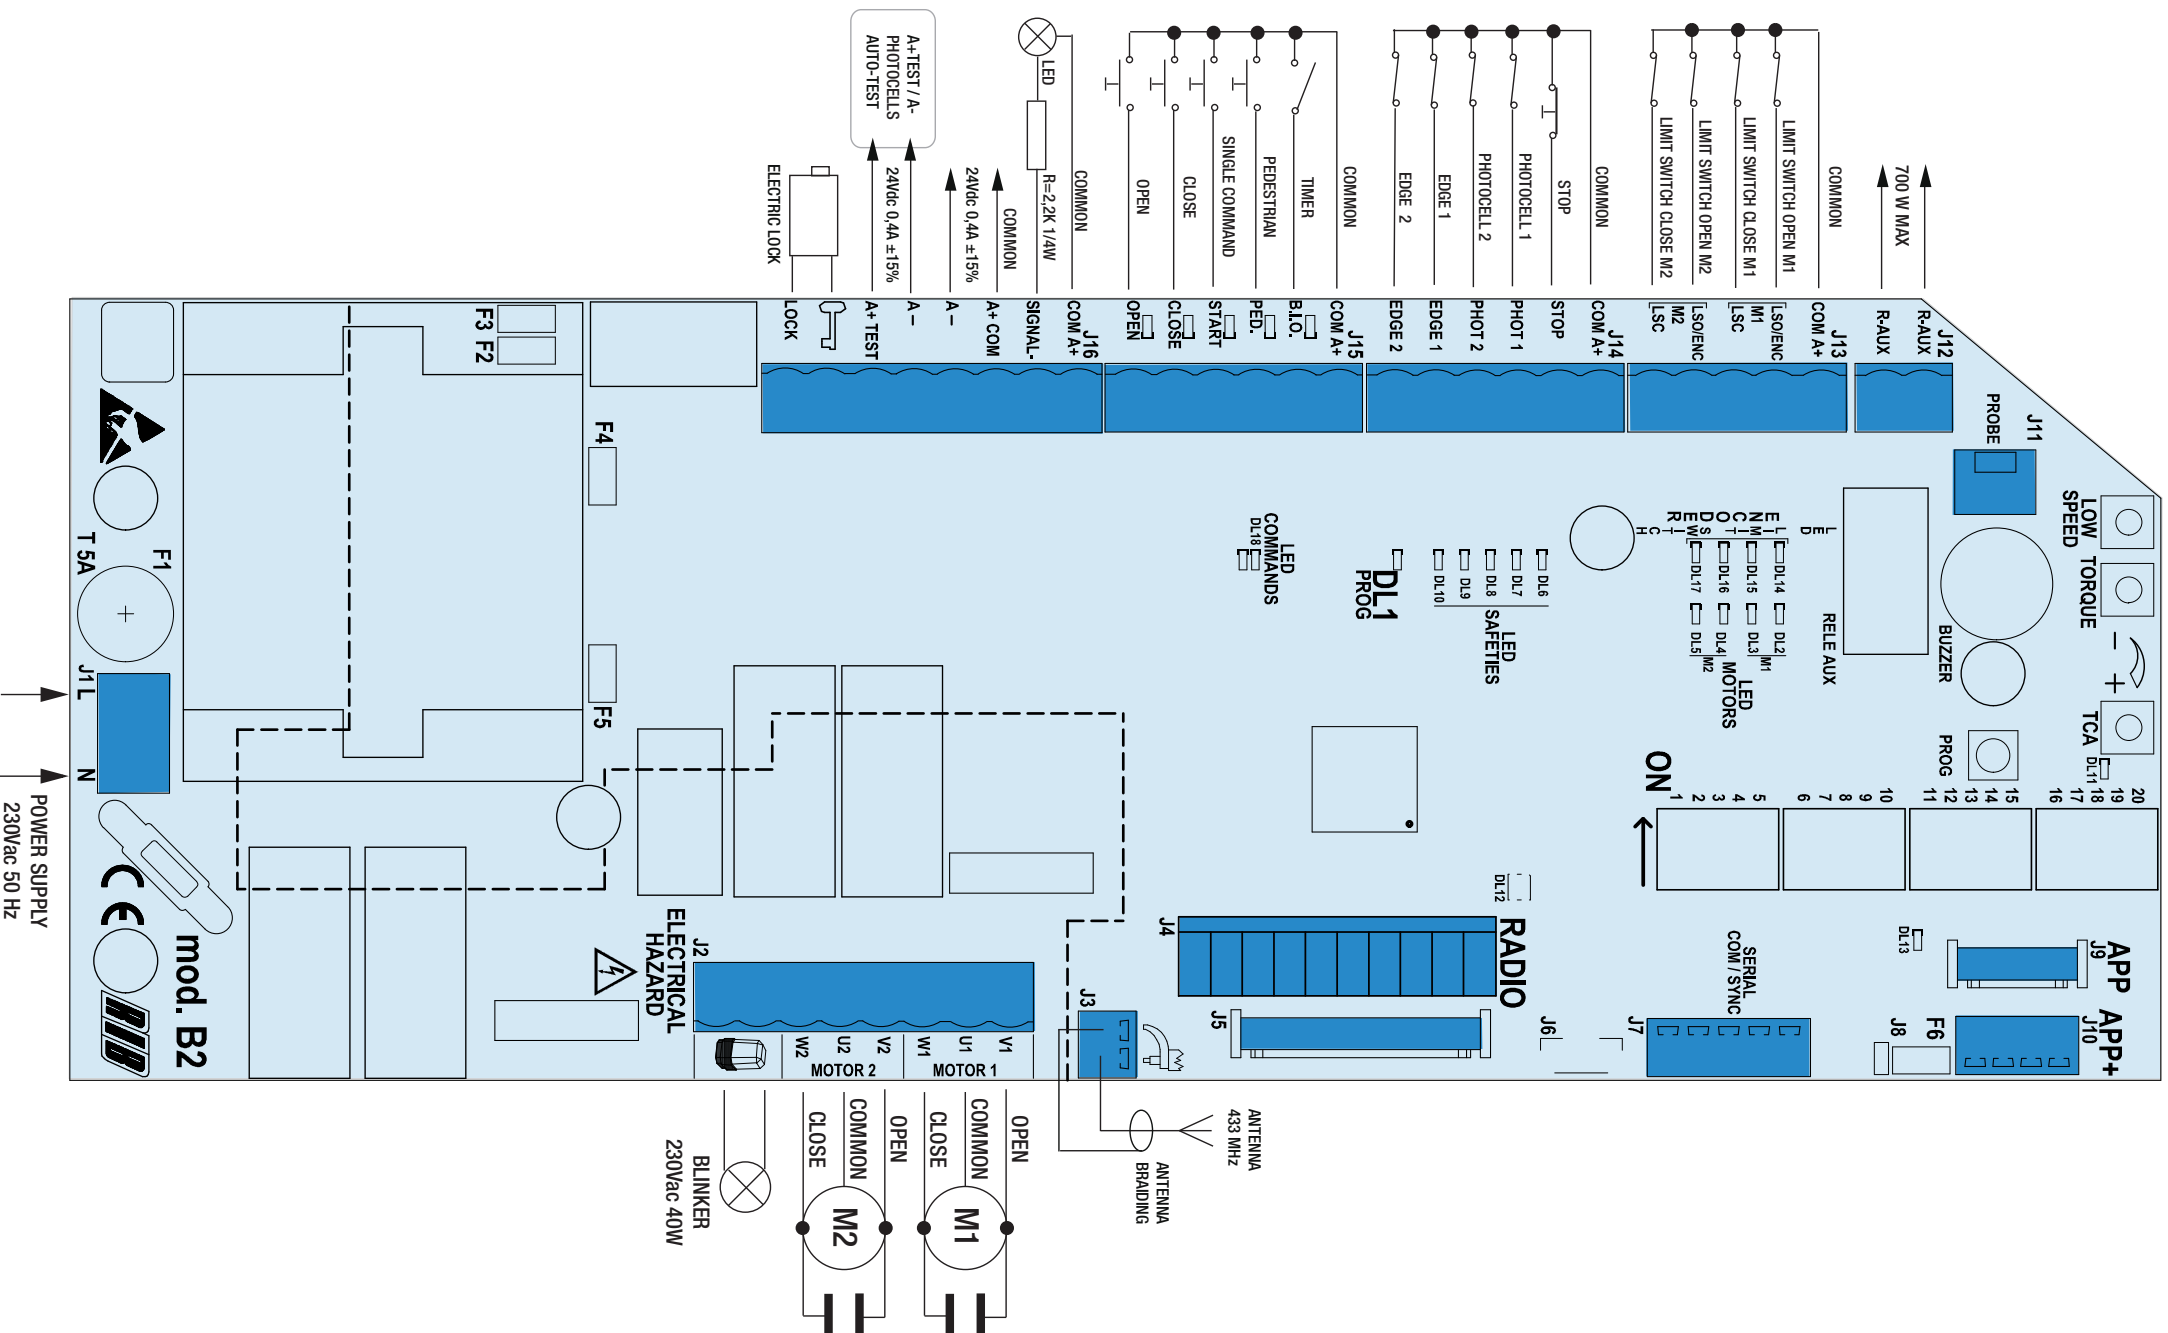 A+TEST / A-
PHOTOCELLS
AUTO-TEST
24Vdc 0,4A ±15%
ELECTRIC LOCK
24Vdc 0,4A ±15%
COMMON
LED
R=2,2K 1/4W
COMMON
OPEN
CLOSE
SINGLE COMMAND
PEDESTRIAN
TIMER
COMMON
EDGE 2
EDGE 1
PHOTOCELL 2
PHOTOCELL 1
STOP
COMMON
LIMIT SWITCH CLOSE M2
LIMIT SWITCH OPEN M2
LIMIT SWITCH CLOSE M1
LIMIT SWITCH OPEN M1
COMMON
700 W MAX
LOCK
A+ TEST
A –
A –
A+ COM
SIGNAL-
COM A+
J16
OPEN
CLOSE
START
PED.
B.I.O.
COM A+
J15
EDGE 2
EDGE 1
PHOT 2
PHOT 1
STOP
COM A+
J14
LSC
M2
LSO/ENC
LSC
M1
LSO/ENC
COM A+
J13
R-AUX
R-AUX
J12
F3
F2
F4
F5
T 5A
F1
J1
L
N
POWER SUPPLY
230Vac 50 Hz
PROBE
J11
LOW
SPEED
TORQUE
–
+
TCA
DL11
BUZZER
PROG
RELE AUX
LED
LIMIT
SWITCH
ENCODER
DL17
DL16
DL15
DL14
DL5
DL4
DL3
DL2
M2
M1
LED
MOTORS
LED
COMMANDS
DL18
DL1
PROG
DL10
DL9
DL8
DL7
DL6
LED
SAFETIES
ON
1
2
3
4
5
6
7
8
9
10
11
12
13
14
15
16
17
18
19
20
DL12
RADIO
J4
J5
J6
SERIAL
COM / SYNC
J7
DL13
APP
J9
APP+
J10
F6
J8
mod. B2
CE
RIB
ELECTRICAL
HAZARD
J2
W2
U2
V2
MOTOR 2
W1
U1
V1
MOTOR 1
J3
BLINKER
230Vac 40W
CLOSE
COMMON
OPEN
M2
CLOSE
COMMON
OPEN
M1
ANTENNA
433 MHz
ANTENNA
BRAIDING